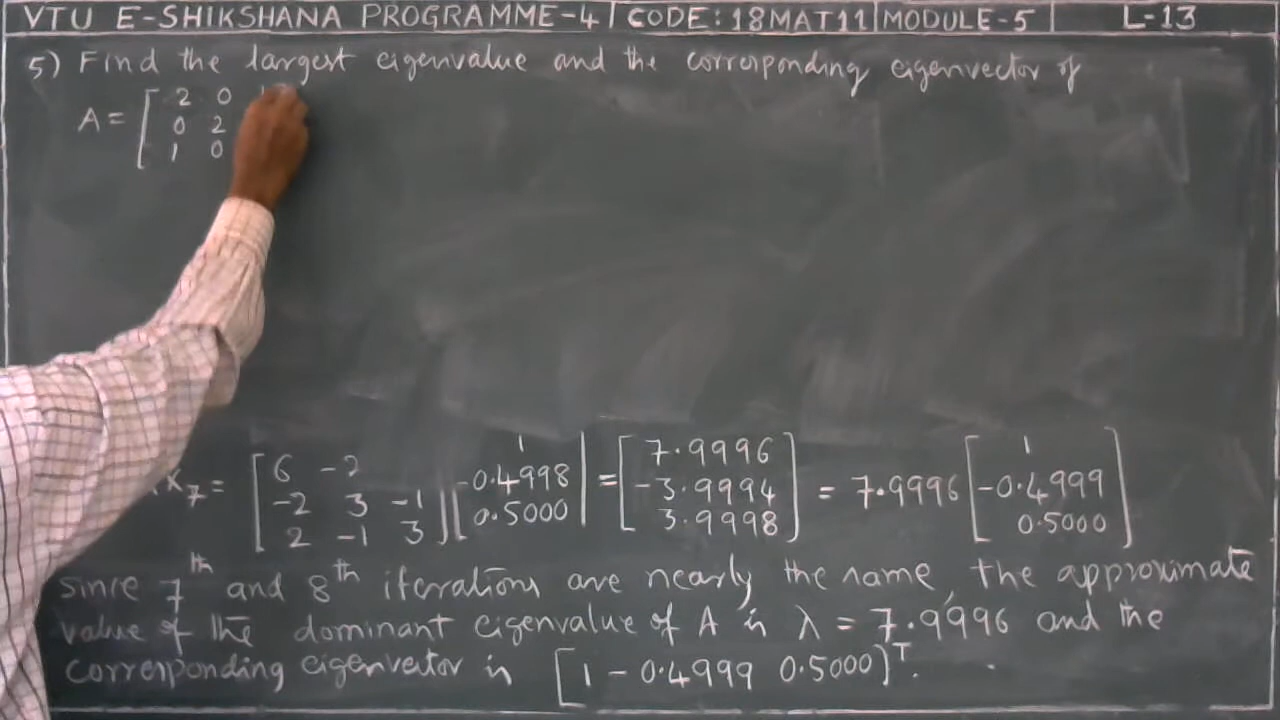 VTU E-SHIKSHANA PROGRAMME-4 | CODE: 18MAT11 | MODULE-5 | L-13
5) Find the largest eigenvalue and the corresponding eigenvector of
A = [ 2 0
0 2
1 0
X₇ = [ 6 -2
-2 3 -1
2 -1 3 ] [ 1
-0.4998
0.5000 ] = [ 7.9996
-3.9994
3.9998 ] = 7.9996 [ 1
-0.4999
0.5000 ]
since 7th and 8th iterations are nearly the same, the approximate
value of the dominant eigenvalue of A is λ = 7.9996 and the
corresponding eigenvector is [1 -0.4999 0.5000]ᵀ.